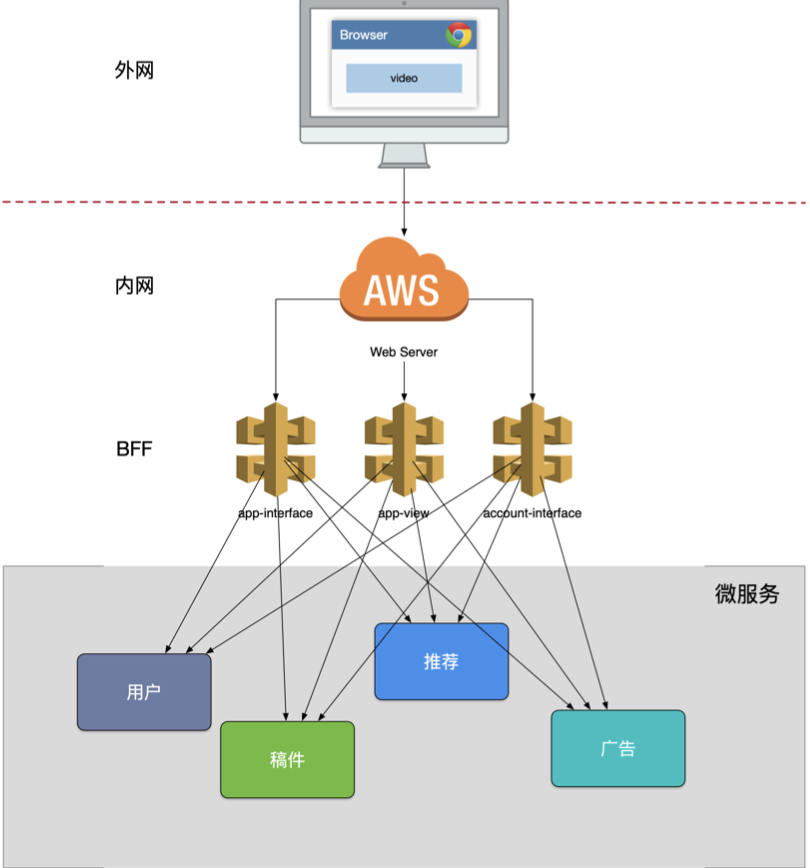 外网
Browser
video
内网
AWS
Web Server
BFF
app-interface
app-view
account-interface
微服务
推荐
用户
稿件
广告